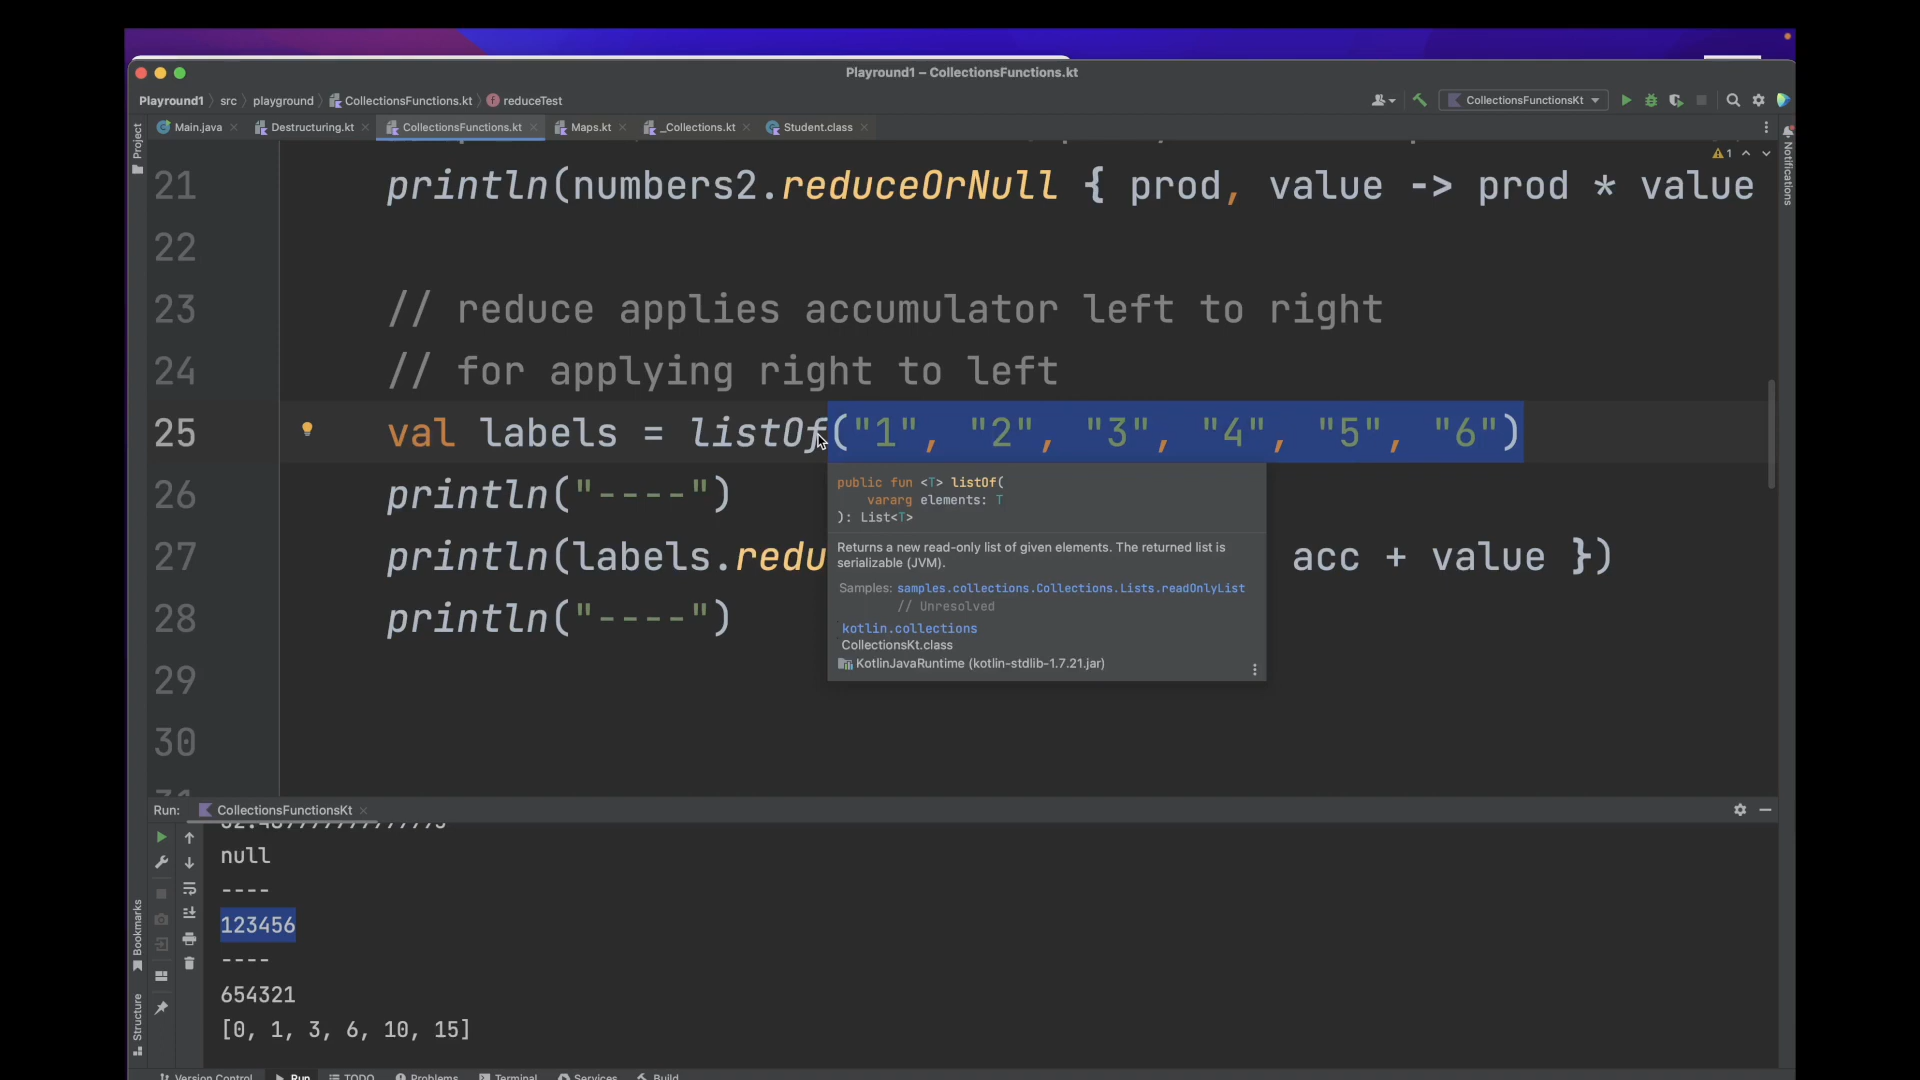 Playround1 – CollectionsFunctions.kt
Playround1 〉 src 〉 playground 〉 CollectionsFunctions.kt 〉 reduceTest
CollectionsFunctionsKt
Project
Main.java
Destructuring.kt
CollectionsFunctions.kt
Maps.kt
_Collections.kt
Student.class
Notifications
1
21 println(numbers2.reduceOrNull { prod, value -> prod * value
22
23 // reduce applies accumulator left to right
24 // for applying right to left
25 val labels = listOf("1", "2", "3", "4", "5", "6")
26 println("----")
27 println(labels.redu acc + value })
28 println("----")
29
30
31
public fun <T> listOf(
vararg elements: T
): List<T>
Returns a new read-only list of given elements. The returned list is
serializable (JVM).
Samples: samples.collections.Collections.Lists.readOnlyList
// Unresolved
kotlin.collections
CollectionsKt.class
KotlinJavaRuntime (kotlin-stdlib-1.7.21.jar)
Run: CollectionsFunctionsKt
null
----
123456
----
654321
[0, 1, 3, 6, 10, 15]
Bookmarks
Structure
Version Control
Run
TODO
Problems
Terminal
Services
Build